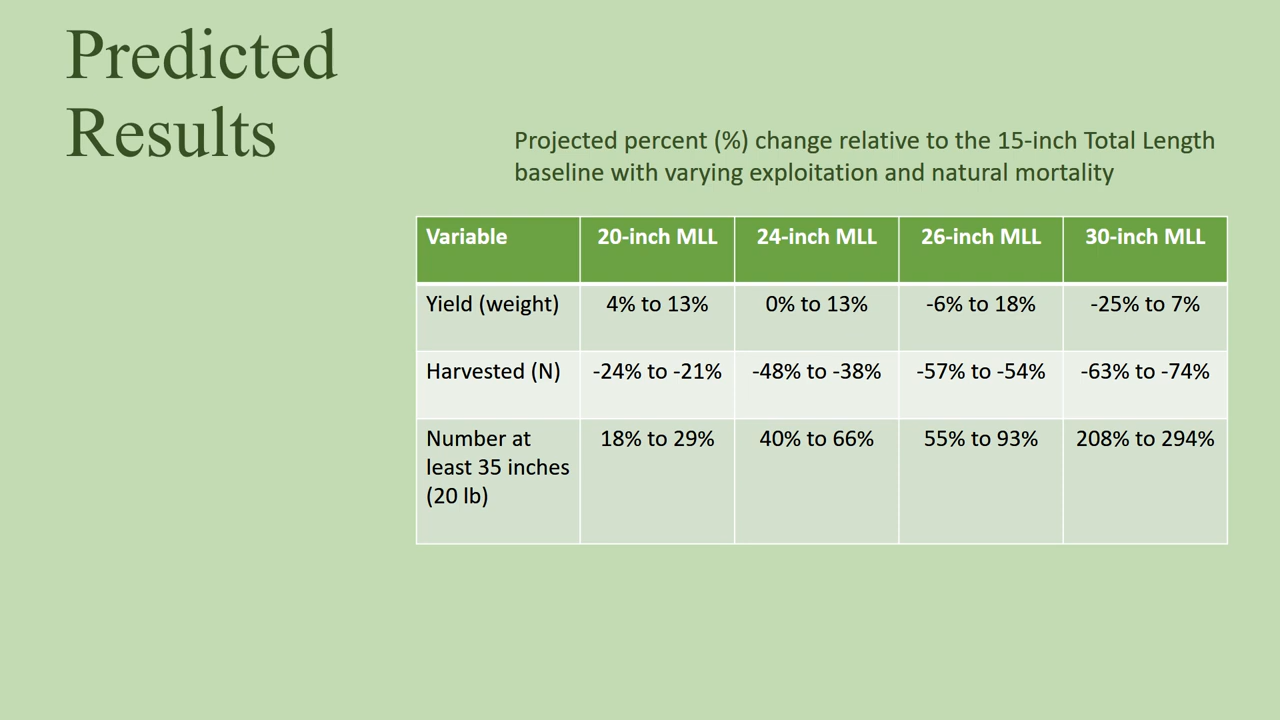 Predicted
Results
Projected percent (%) change relative to the 15-inch Total Length
baseline with varying exploitation and natural mortality
Variable 20-inch MLL 24-inch MLL 26-inch MLL 30-inch MLL
Yield (weight) 4% to 13% 0% to 13% -6% to 18% -25% to 7%
Harvested (N) -24% to -21% -48% to -38% -57% to -54% -63% to -74%
Number at 18% to 29% 40% to 66% 55% to 93% 208% to 294%
least 35 inches
(20 lb)